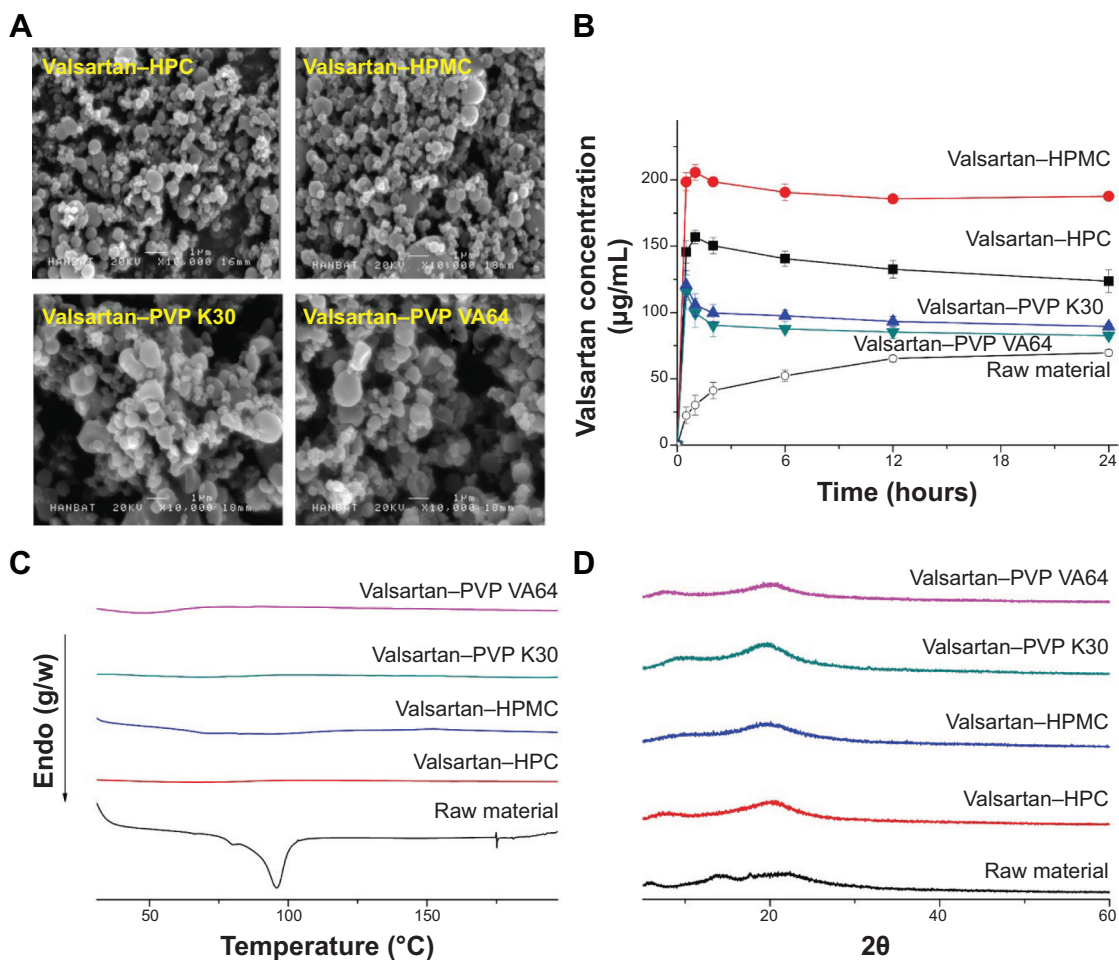 A
Valsartan–HPC
HANBAT 20KV X10,000 16mm
1µm
Valsartan–HPMC
HANBAT 20KV X10,000 18mm
1µm
Valsartan–PVP K30
HANBAT 20KV X10,000 18mm
1µm
Valsartan–PVP VA64
HANBAT 20KV X10,000 18mm
1µm
B
Valsartan concentration
(µg/mL)
200
150
100
50
0
Valsartan–HPMC
Valsartan–HPC
Valsartan–PVP K30
Valsartan–PVP VA64
Raw material
0 6 12 18 24
Time (hours)
C
Endo (g/w)
Valsartan–PVP VA64
Valsartan–PVP K30
Valsartan–HPMC
Valsartan–HPC
Raw material
50 100 150
Temperature (°C)
D
Valsartan–PVP VA64
Valsartan–PVP K30
Valsartan–HPMC
Valsartan–HPC
Raw material
20 40 60
2θ